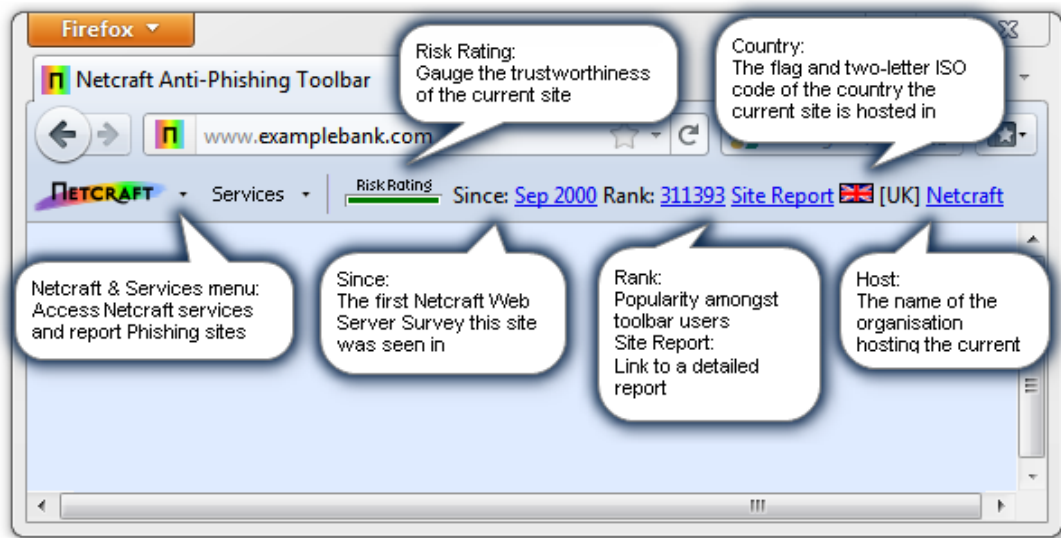 Firefox
Risk Rating:
Gauge the trustworthiness
of the current site
Country:
The flag and two-letter ISO
code of the country the
current site is hosted in
Netcraft Anti-Phishing Toolbar
www.examplebank.com
NETCRAFT Services Risk Rating Since: Sep 2000 Rank: 311393 Site Report [UK] Netcraft
Netcraft & Services menu:
Access Netcraft services
and report Phishing sites
Since:
The first Netcraft Web
Server Survey this site
was seen in
Rank:
Popularity amongst
toolbar users
Site Report:
Link to a detailed
report
Host:
The name of the
organisation
hosting the current